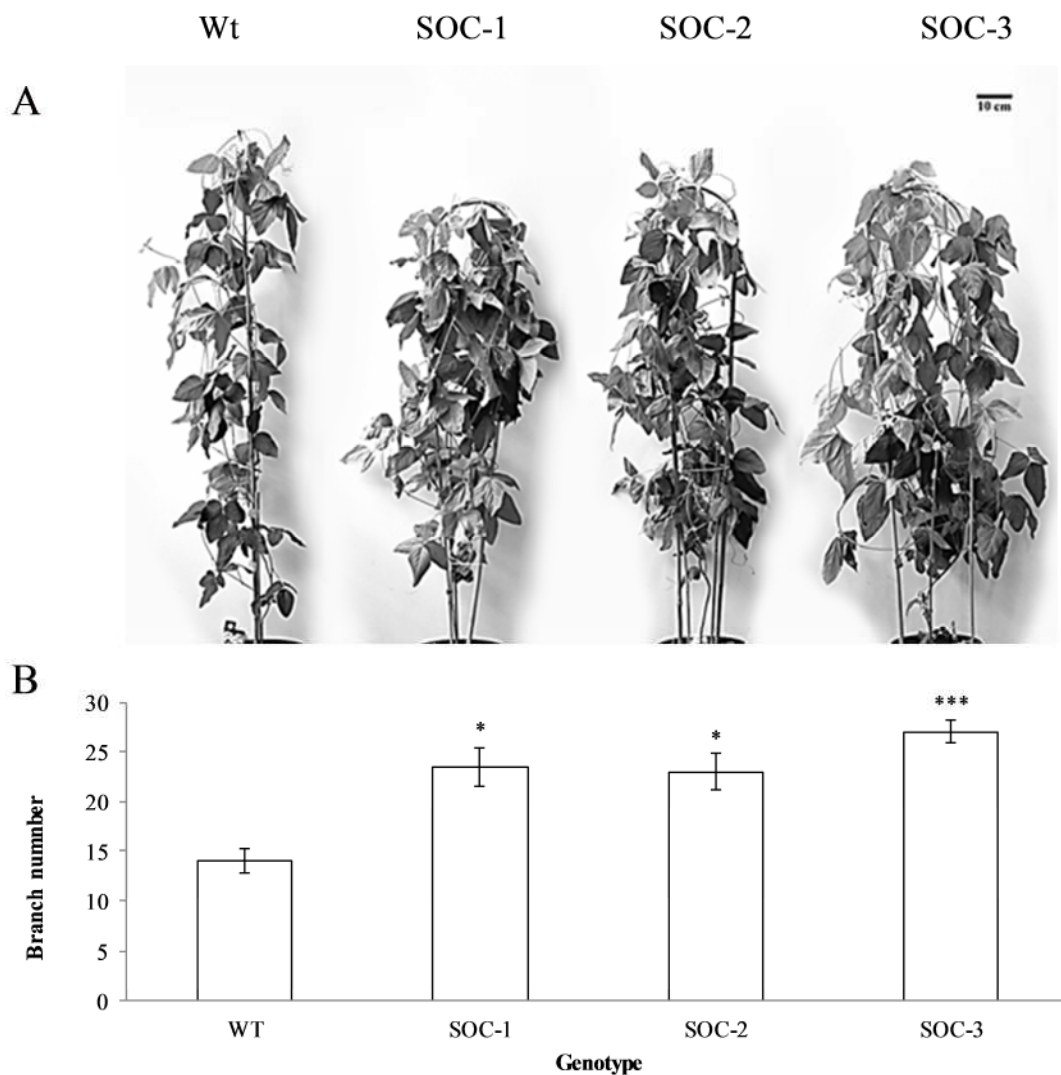 Wt SOC-1 SOC-2 SOC-3
A
10 cm
B
30
25
20
15
10
5
0
* * ***
Branch numnber
WT SOC-1 SOC-2 SOC-3
Genotype